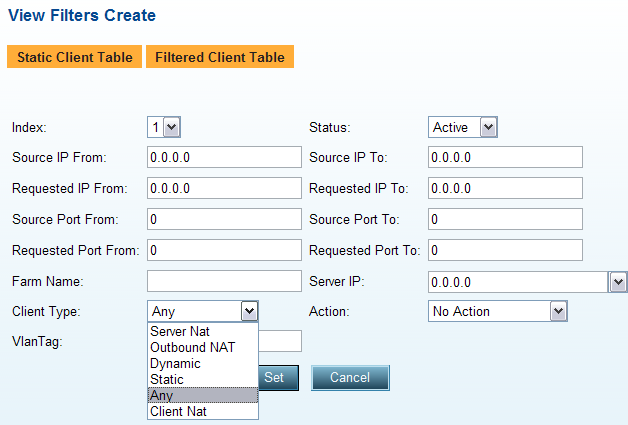 View Filters Create
Static Client Table Filtered Client Table
Index: 1 Status: Active
Source IP From: 0.0.0.0 Source IP To: 0.0.0.0
Requested IP From: 0.0.0.0 Requested IP To: 0.0.0.0
Source Port From: 0 Source Port To: 0
Requested Port From: 0 Requested Port To: 0
Farm Name: Server IP: 0.0.0.0
Client Type: Any Action: No Action
Server Nat
VlanTag: Outbound NAT
Dynamic
Static
Any
Client Nat
Set Cancel